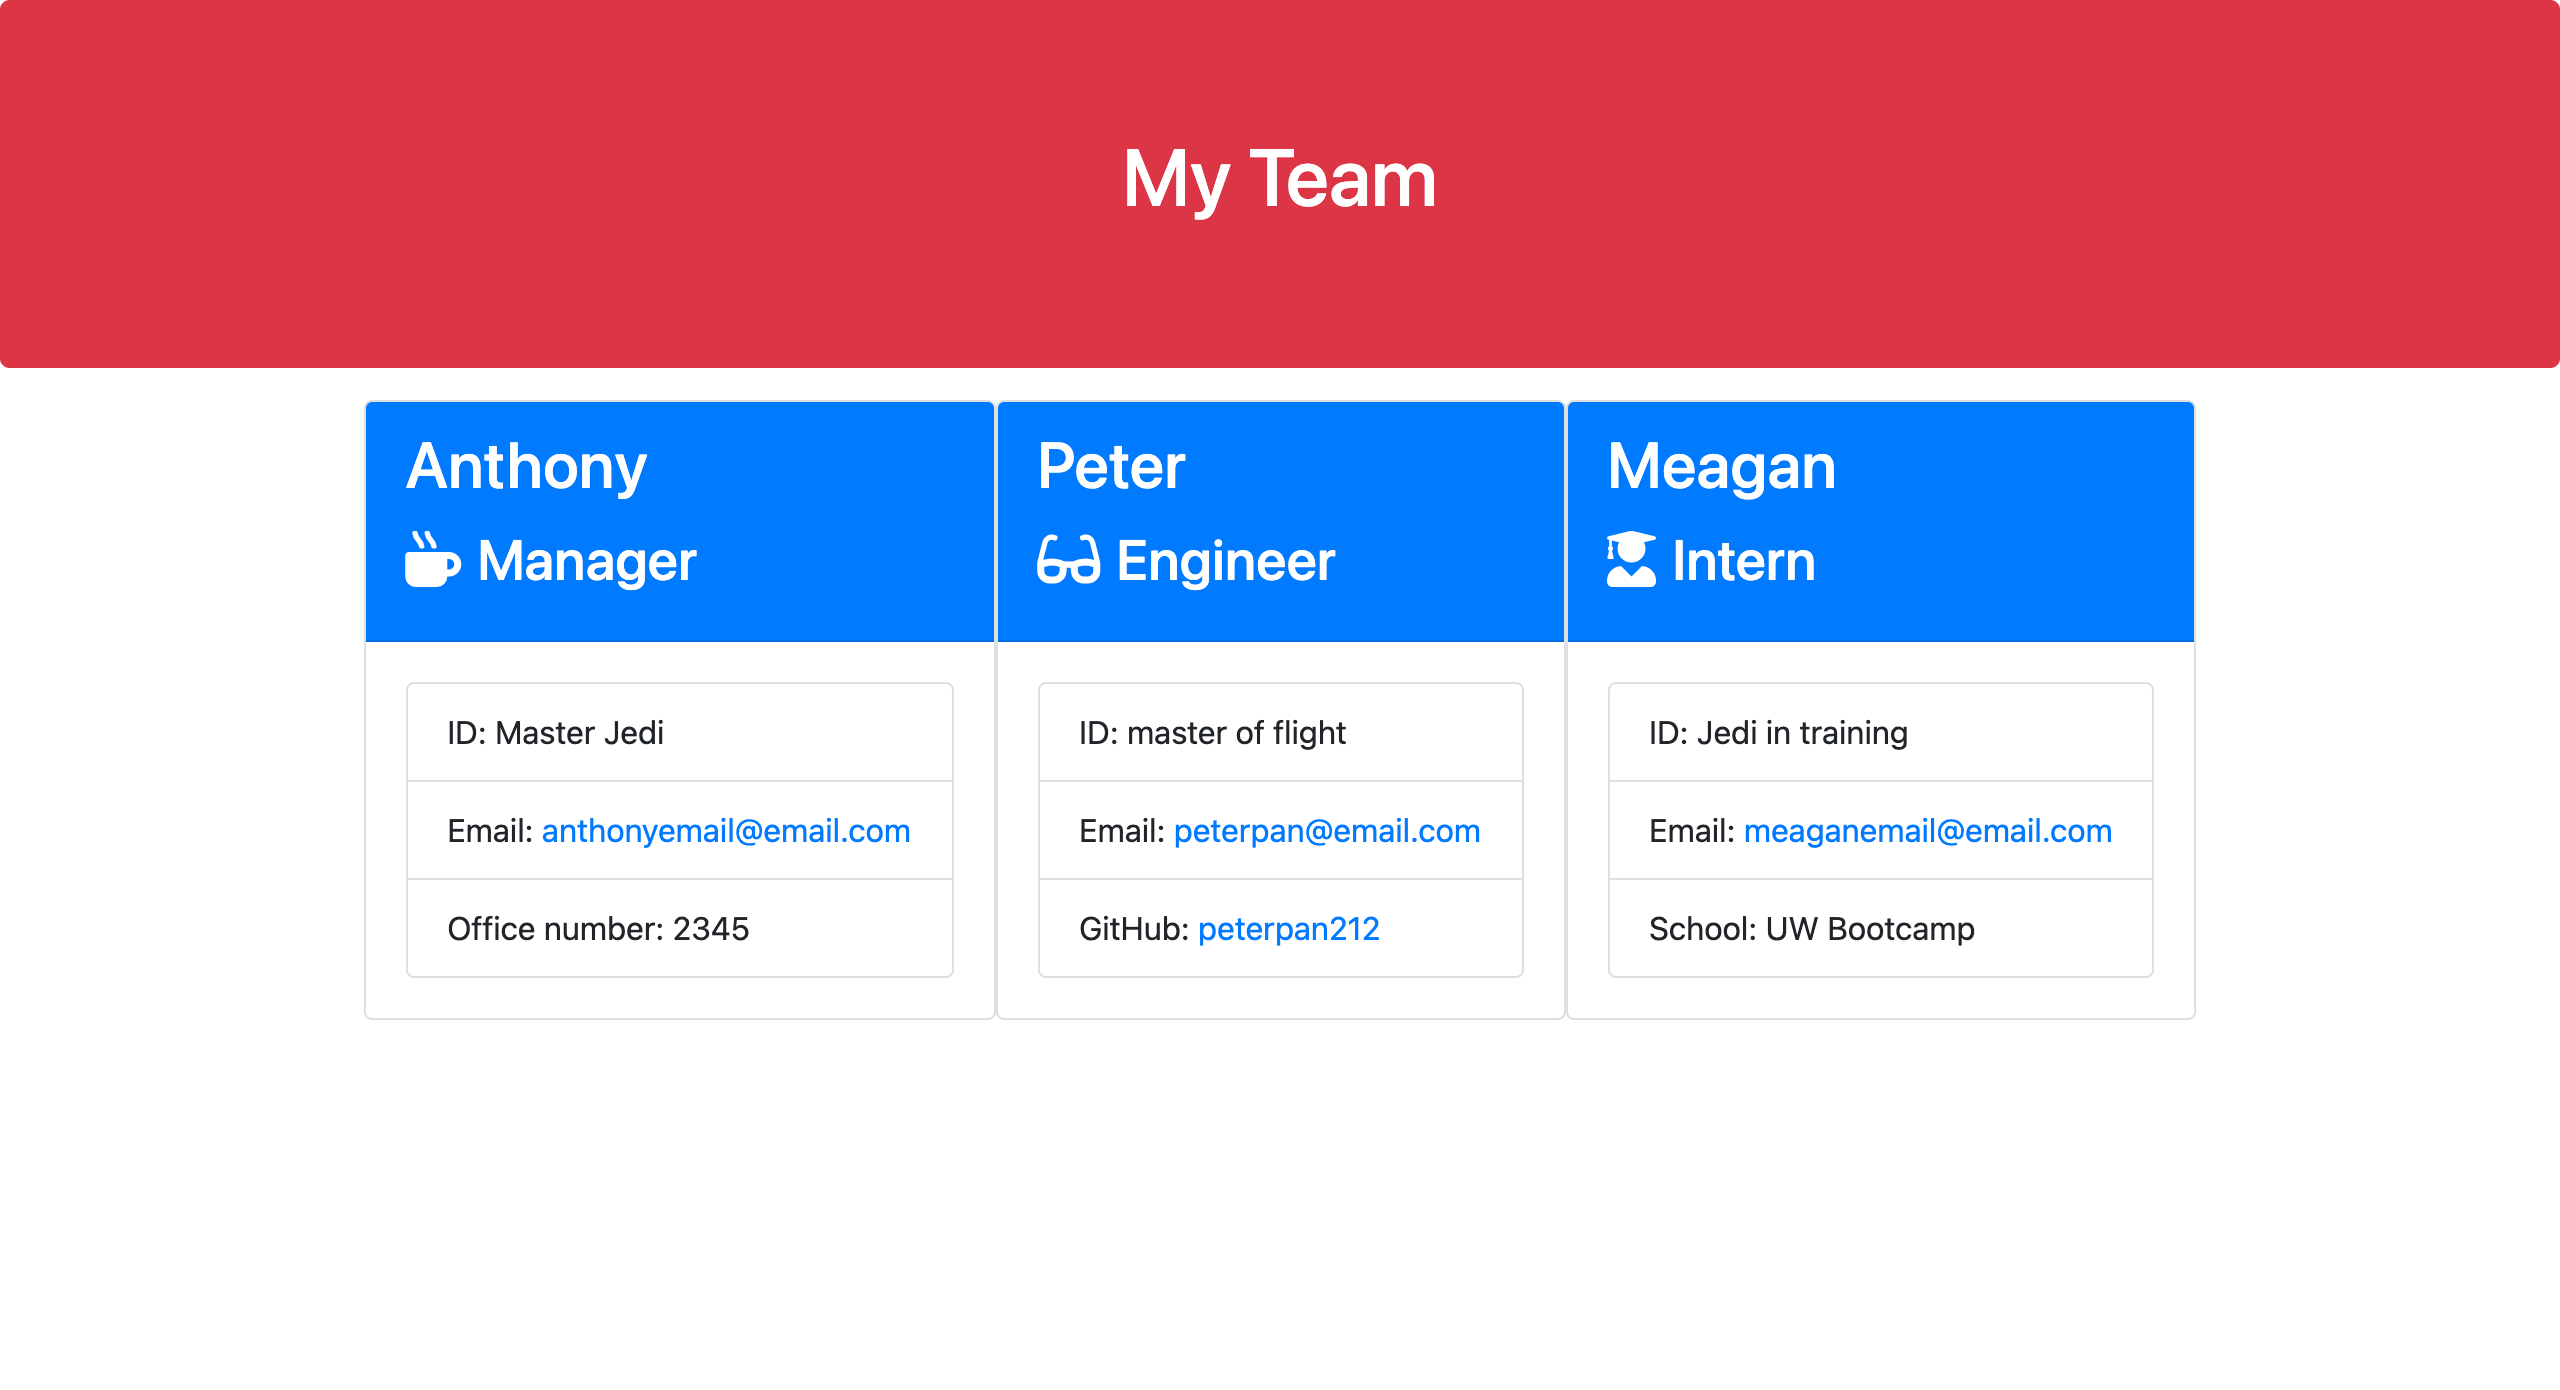 My Team
Anthony
Manager
ID: Master Jedi
Email: anthonyemail@email.com
Office number: 2345
Peter
Engineer
ID: master of flight
Email: peterpan@email.com
GitHub: peterpan212
Meagan
Intern
ID: Jedi in training
Email: meaganemail@email.com
School: UW Bootcamp